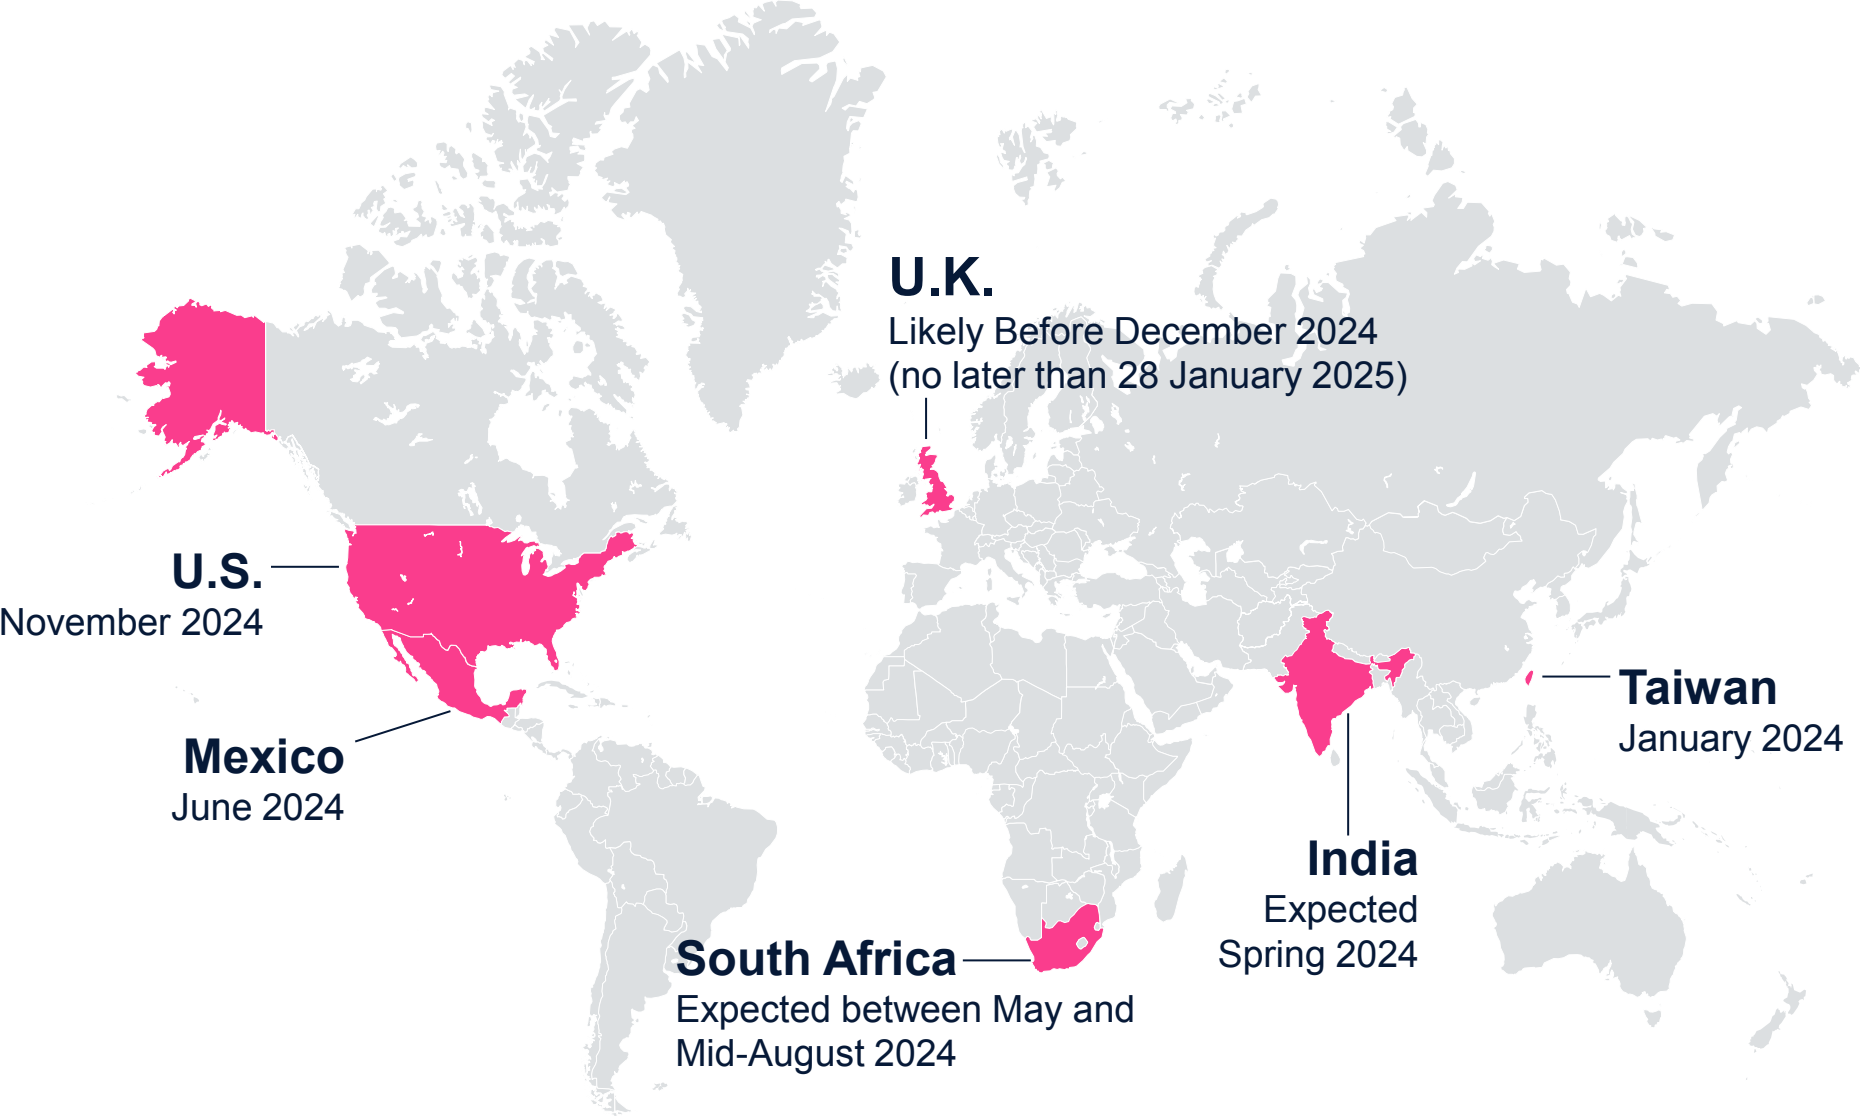 U.K.
Likely Before December 2024
(no later than 28 January 2025)
U.S.
November 2024
Mexico
June 2024
Taiwan
January 2024
India
Expected
Spring 2024
South Africa
Expected between May and
Mid-August 2024